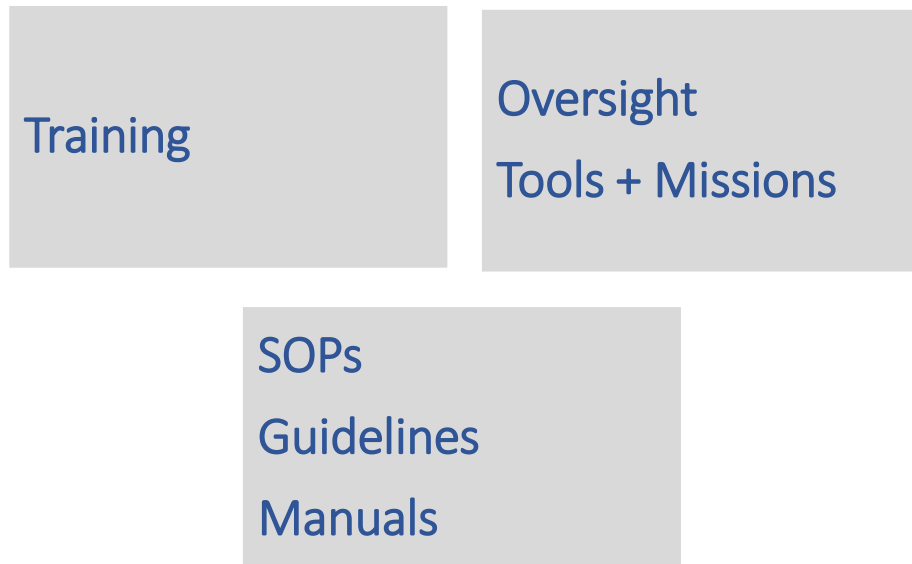 Training
Oversight
Tools + Missions
SOPs
Guidelines
Manuals